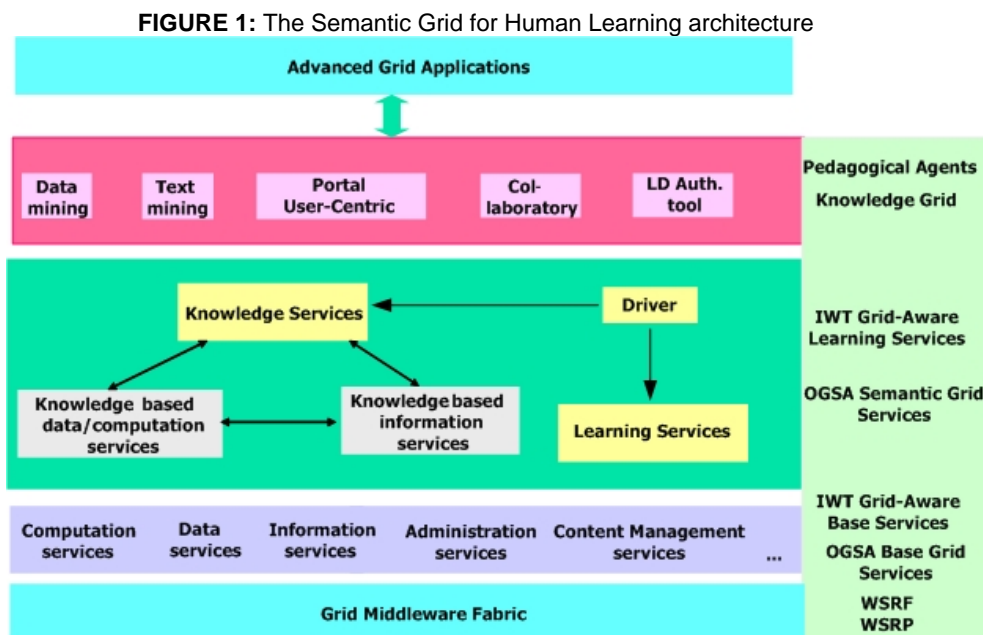 FIGURE 1: The Semantic Grid for Human Learning architecture
Advanced Grid Applications
Data
mining
Text
mining
Portal
User-Centric
Col-
laboratory
LD Auth.
tool
Pedagogical Agents
Knowledge Grid
Knowledge Services
Driver
Knowledge based
data/computation
services
Knowledge based
information
services
Learning Services
IWT Grid-Aware
Learning Services
OGSA Semantic Grid
Services
Computation
services
Data
services
Information
services
Administration
services
Content Management
services
...
IWT Grid-Aware
Base Services
OGSA Base Grid
Services
Grid Middleware Fabric
WSRF
WSRP